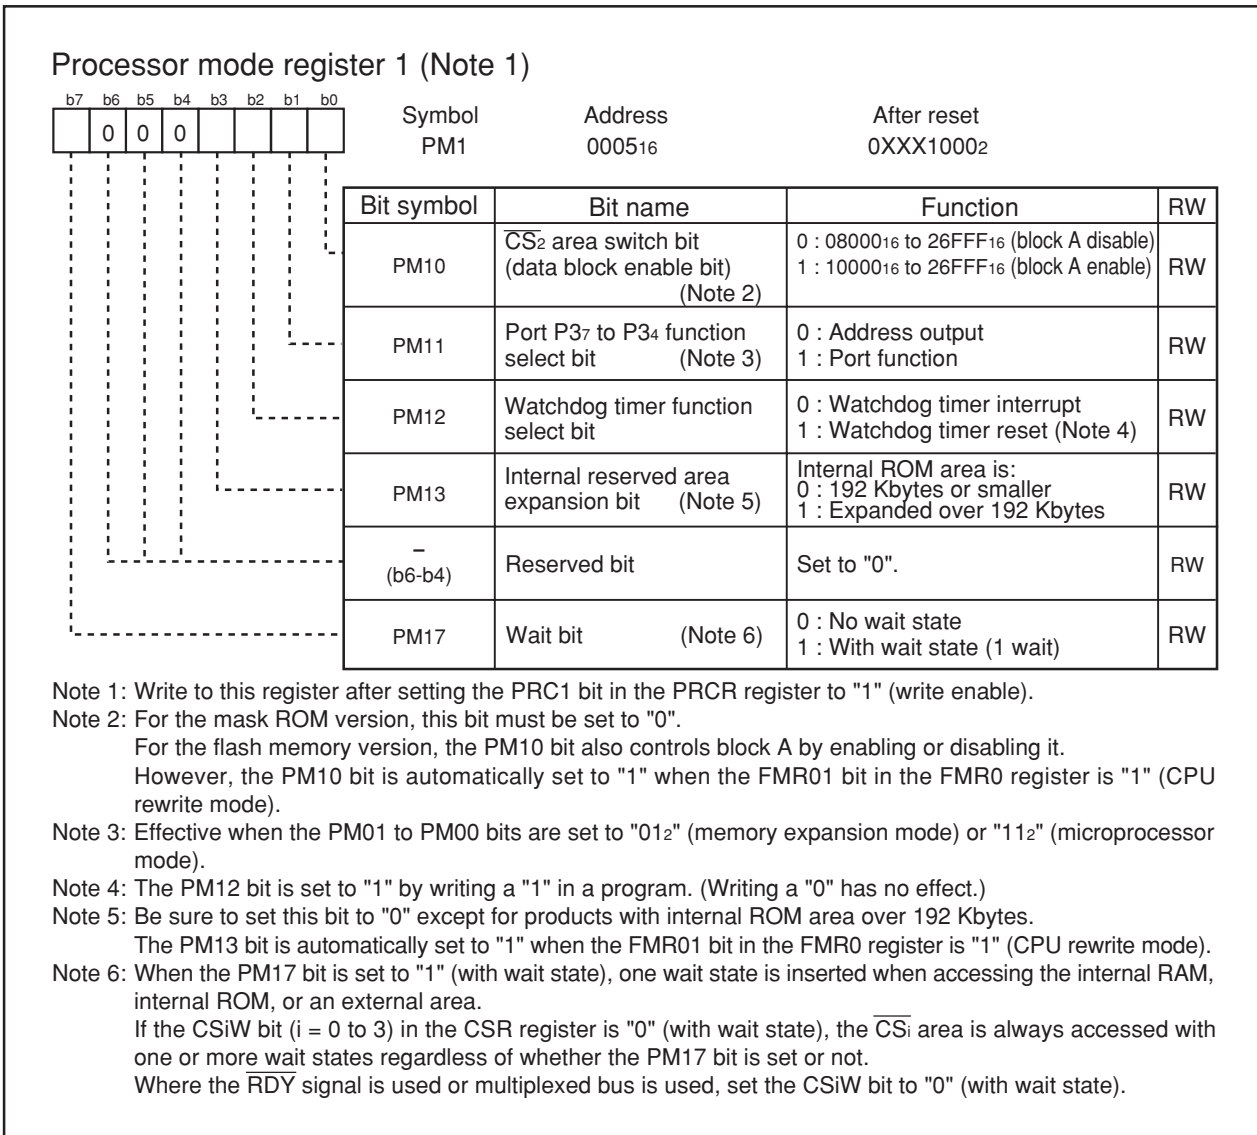 Processor mode register 1 (Note 1)
b7 b6 b5 b4 b3 b2 b1 b0
0 0 0
Symbol Address After reset
PM1 0005₁₆ 0XXX1000₂
Bit symbol Bit name Function RW
PM10 C̅S̅₂ area switch bit (data block enable bit) (Note 2) 0 : 08000₁₆ to 26FFF₁₆ (block A disable) 1 : 10000₁₆ to 26FFF₁₆ (block A enable) RW
PM11 Port P3₇ to P3₄ function select bit (Note 3) 0 : Address output 1 : Port function RW
PM12 Watchdog timer function select bit 0 : Watchdog timer interrupt 1 : Watchdog timer reset (Note 4) RW
PM13 Internal reserved area expansion bit (Note 5) Internal ROM area is: 0 : 192 Kbytes or smaller 1 : Expanded over 192 Kbytes RW
– (b6-b4) Reserved bit Set to "0". RW
PM17 Wait bit (Note 6) 0 : No wait state 1 : With wait state (1 wait) RW
Note 1: Write to this register after setting the PRC1 bit in the PRCR register to "1" (write enable).
Note 2: For the mask ROM version, this bit must be set to "0".
For the flash memory version, the PM10 bit also controls block A by enabling or disabling it.
However, the PM10 bit is automatically set to "1" when the FMR01 bit in the FMR0 register is "1" (CPU
rewrite mode).
Note 3: Effective when the PM01 to PM00 bits are set to "01₂" (memory expansion mode) or "11₂" (microprocessor
mode).
Note 4: The PM12 bit is set to "1" by writing a "1" in a program. (Writing a "0" has no effect.)
Note 5: Be sure to set this bit to "0" except for products with internal ROM area over 192 Kbytes.
The PM13 bit is automatically set to "1" when the FMR01 bit in the FMR0 register is "1" (CPU rewrite mode).
Note 6: When the PM17 bit is set to "1" (with wait state), one wait state is inserted when accessing the internal RAM,
internal ROM, or an external area.
If the CSiW bit (i = 0 to 3) in the CSR register is "0" (with wait state), the C̅S̅i area is always accessed with
one or more wait states regardless of whether the PM17 bit is set or not.
Where the R̅D̅Y̅ signal is used or multiplexed bus is used, set the CSiW bit to "0" (with wait state).